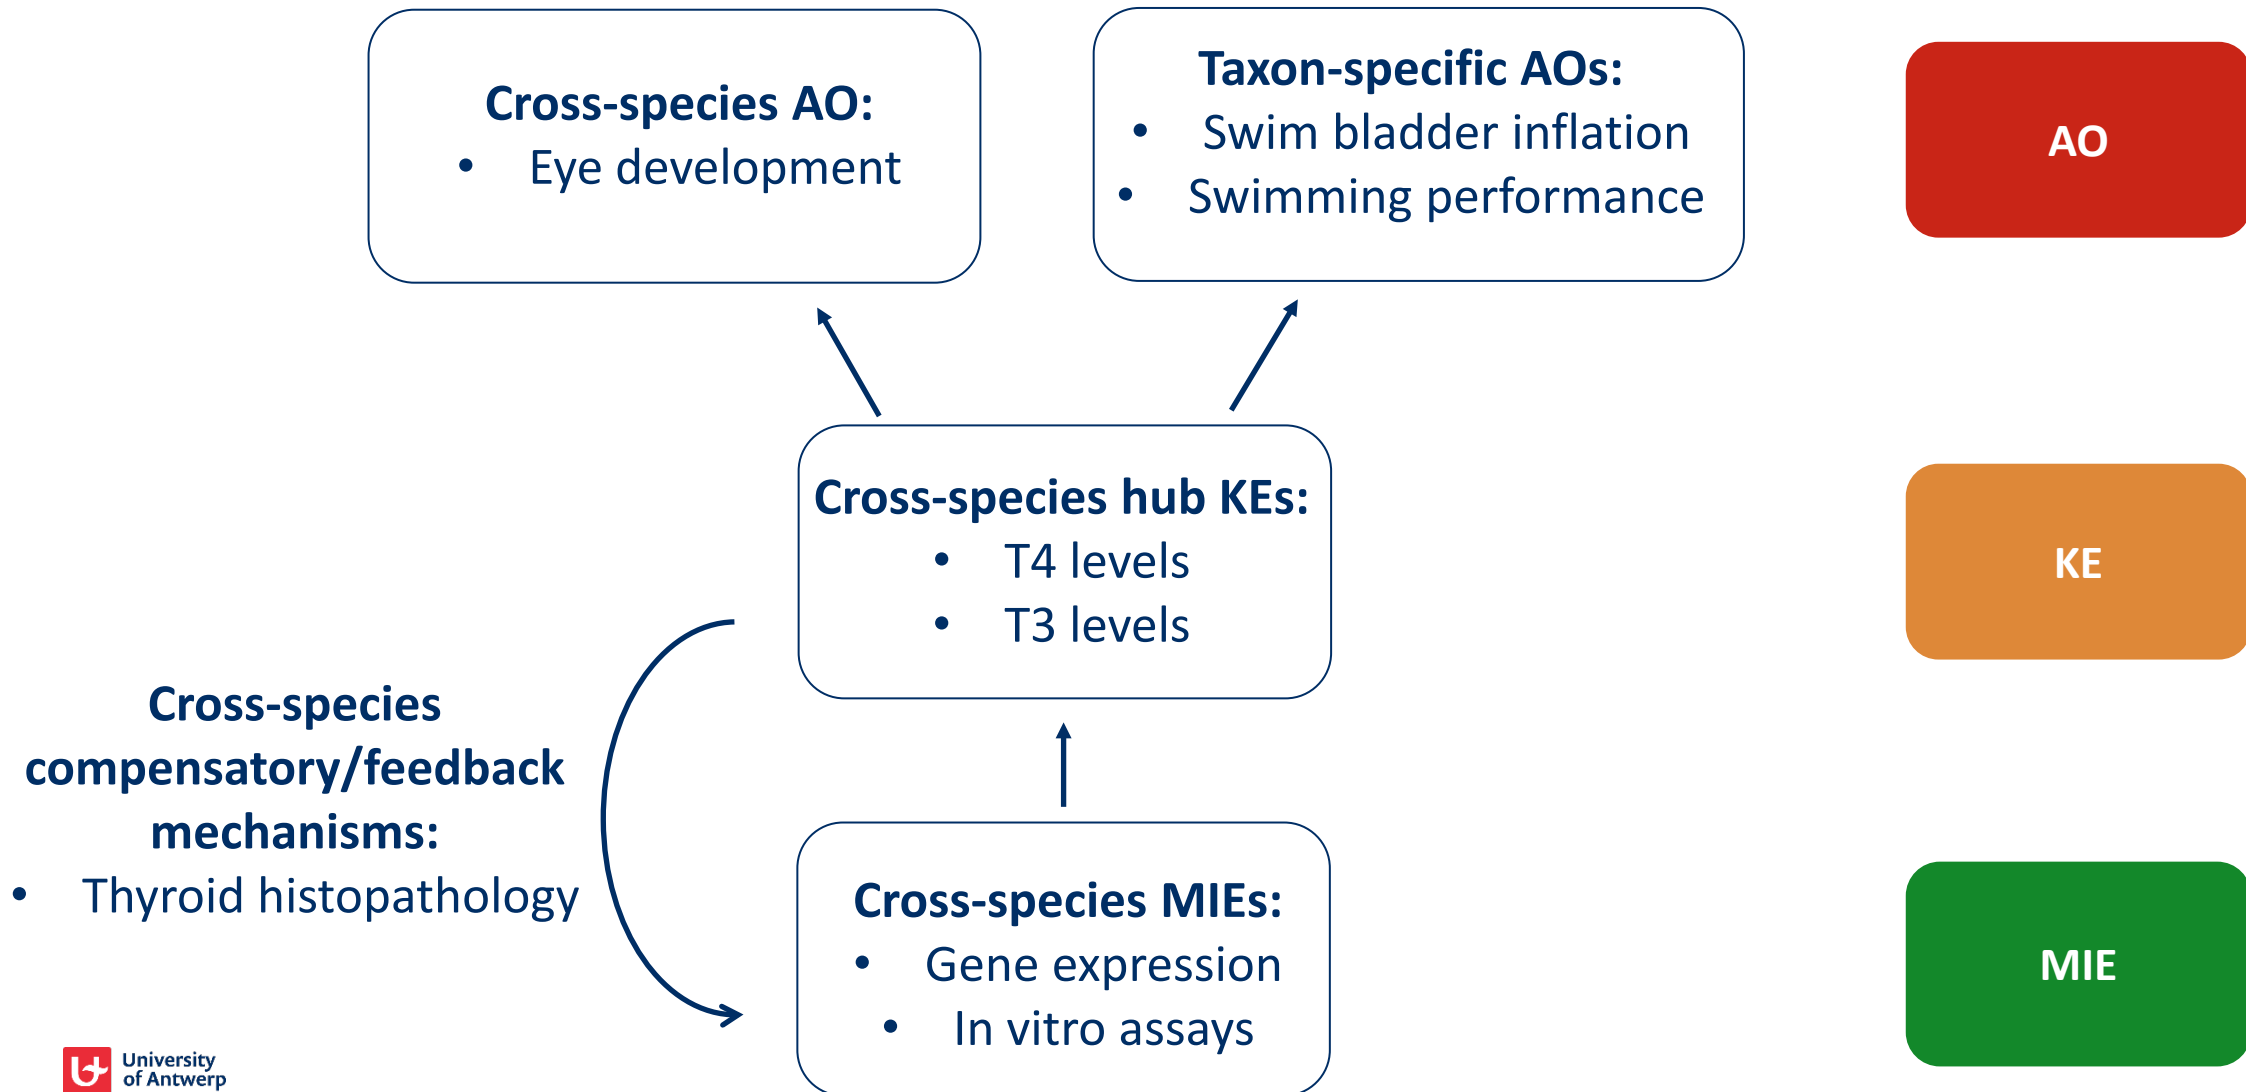 Cross-species AO:
• Eye development
Taxon-specific AOs:
• Swim bladder inflation
• Swimming performance
AO
Cross-species hub KEs:
• T4 levels
• T3 levels
KE
Cross-species
compensatory/feedback
mechanisms:
• Thyroid histopathology
Cross-species MIEs:
• Gene expression
• In vitro assays
MIE
University
of Antwerp